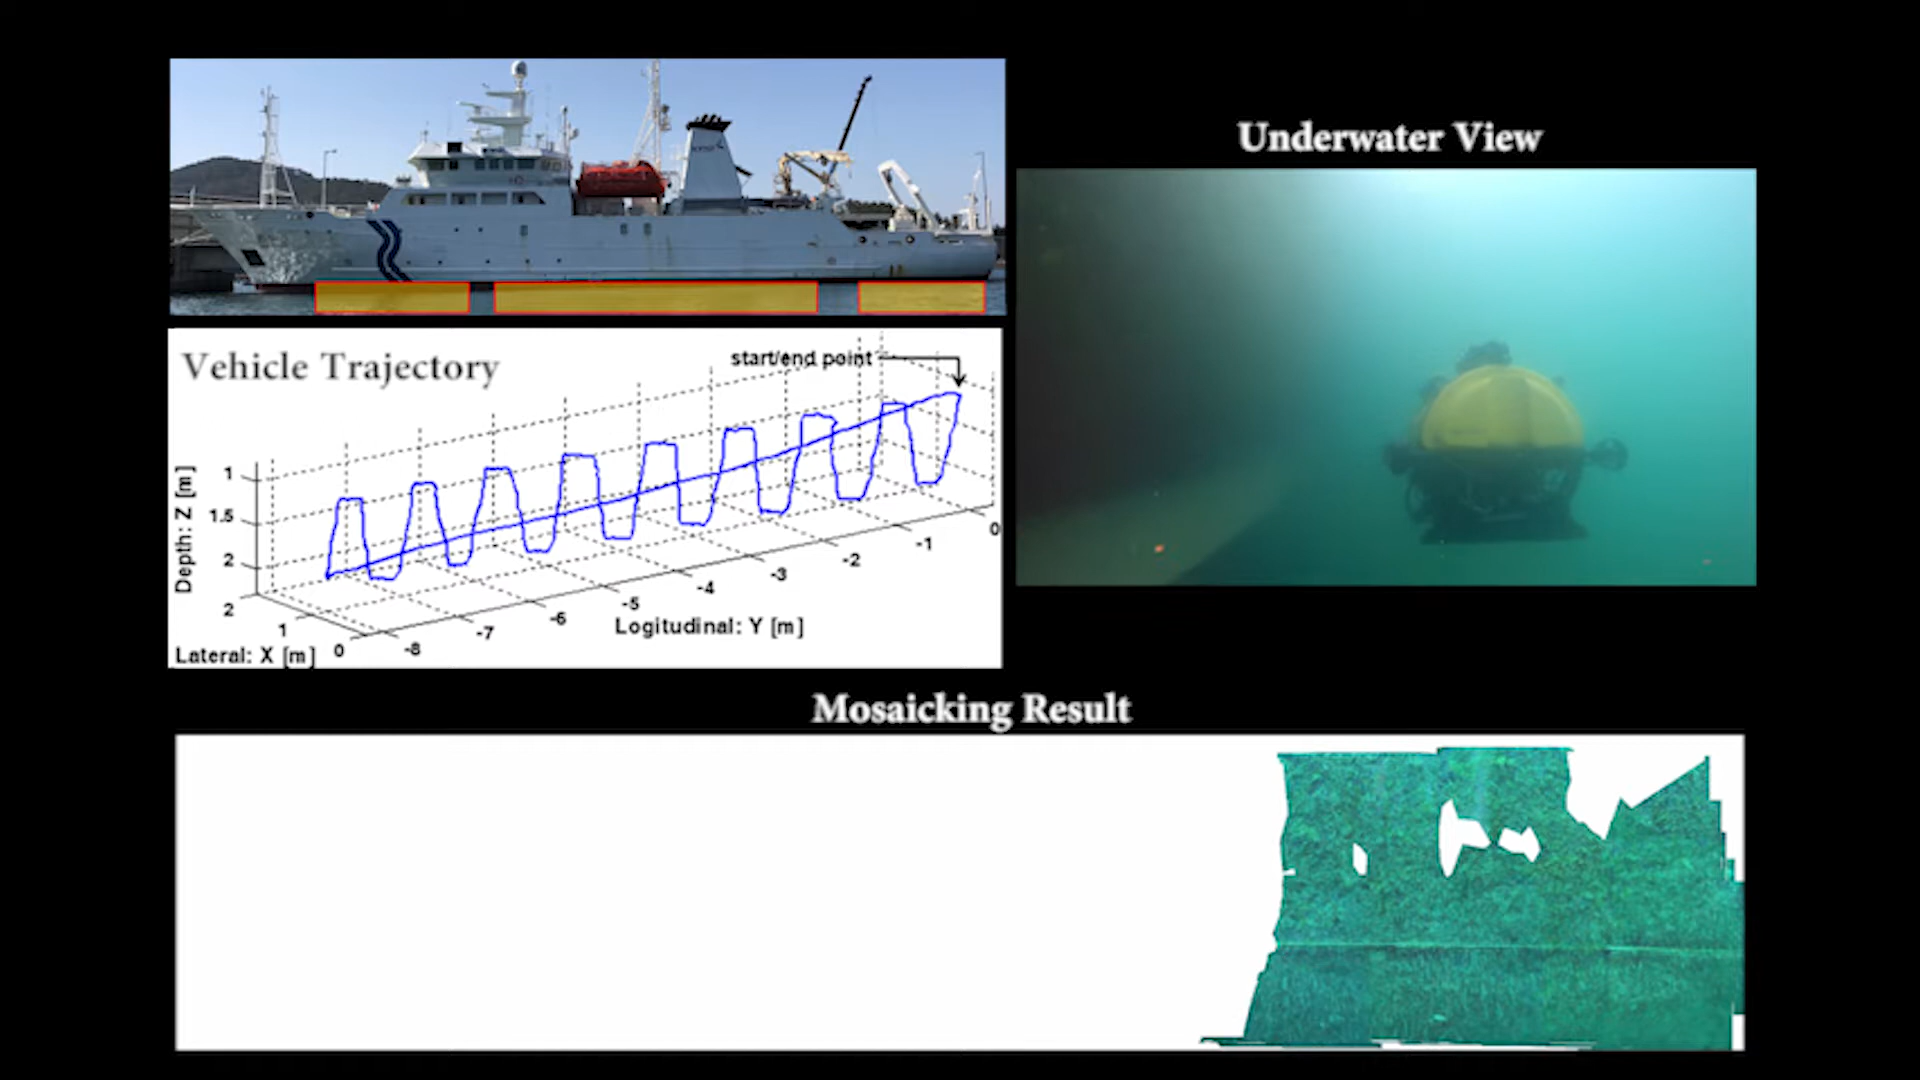 Underwater View
Vehicle Trajectory
start/end point
Depth: Z [m]
1
1.5
2
2
1
0
Lateral: X [m]
-8
-7
-6
-5
-4
-3
-2
-1
0
Logitudinal: Y [m]
Mosaicking Result